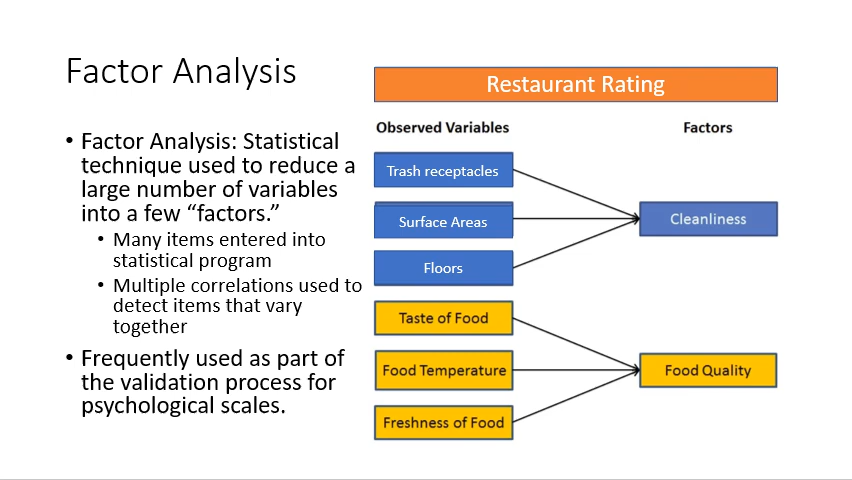 Factor Analysis
• Factor Analysis: Statistical
technique used to reduce a
large number of variables
into a few “factors.”
• Many items entered into
statistical program
• Multiple correlations used to
detect items that vary
together
• Frequently used as part of
the validation process for
psychological scales.
Restaurant Rating
Observed Variables
Factors
Trash receptacles
Surface Areas
Cleanliness
Floors
Taste of Food
Food Temperature
Food Quality
Freshness of Food